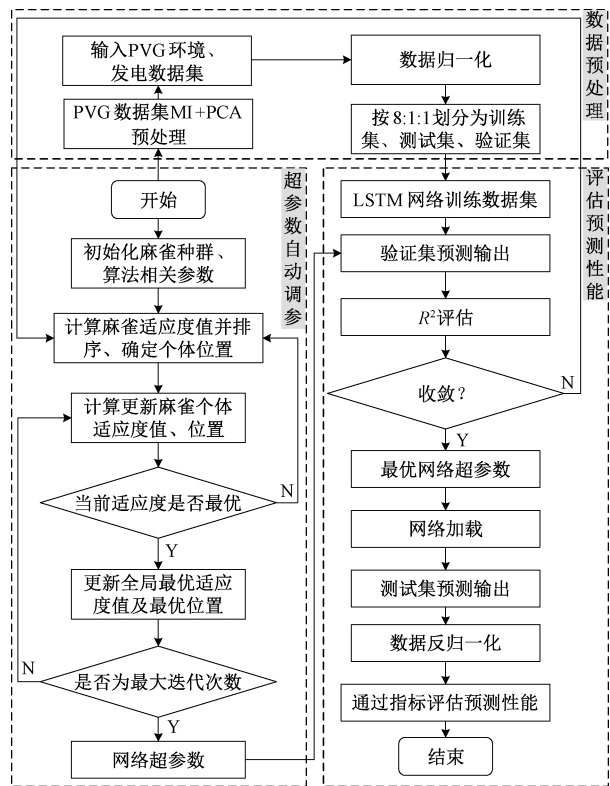 数据预处理
输入PVG环境、
发电数据集
数据归一化
PVG数据集MI+PCA
预处理
按8:1:1划分为训练
集、测试集、验证集
超参数自动调参
开始
初始化麻雀种群、
算法相关参数
计算麻雀适应度值并排
序、确定个体位置
计算更新麻雀个体
适应度值、位置
当前适应度是否最优
N
Y
更新全局最优适应
度值及最优位置
N
是否为最大迭代次数
Y
网络超参数
评估预测性能
LSTM网络训练数据集
验证集预测输出
R²评估
收敛?
N
Y
最优网络超参数
网络加载
测试集预测输出
数据反归一化
通过指标评估预测性能
结束